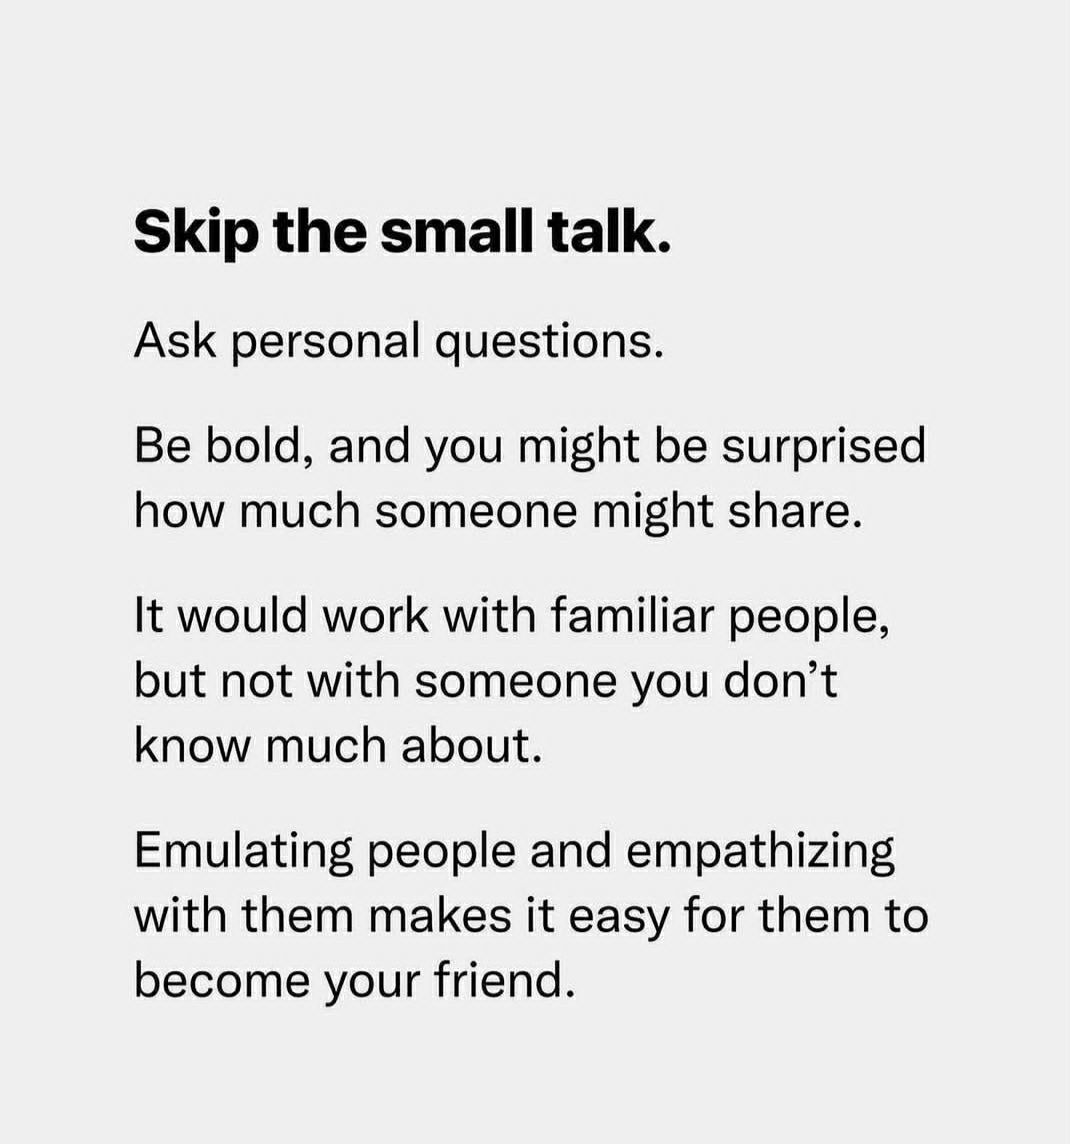 Skip the small talk.
Ask personal questions.
Be bold, and you might be surprised
how much someone might share.
It would work with familiar people,
but not with someone you don’t
know much about.
Emulating people and empathizing
with them makes it easy for them to
become your friend.